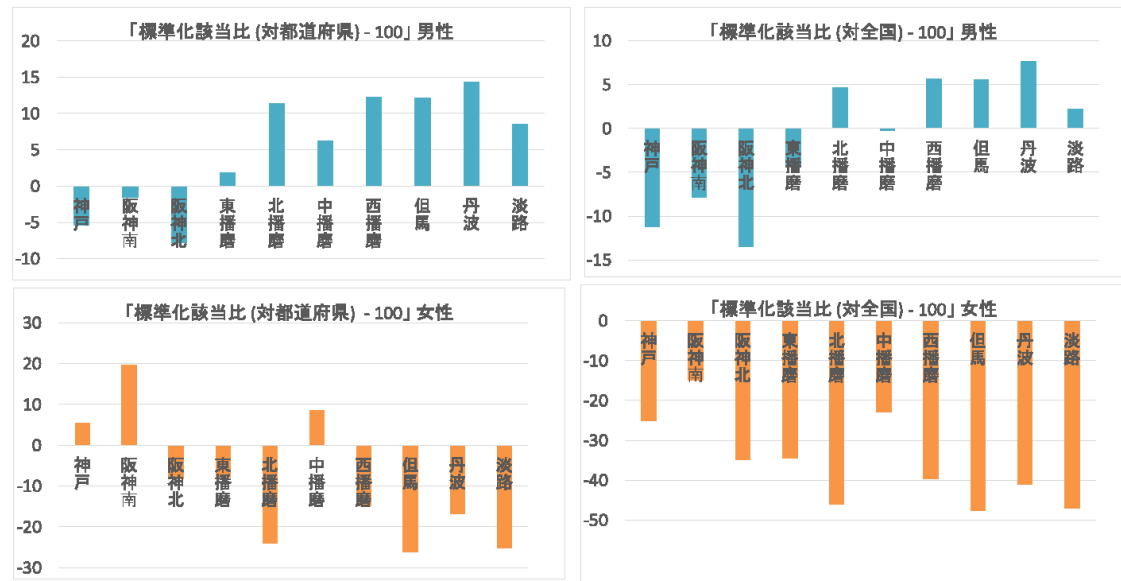 「標準化該当比 (対都道府県) - 100」 男性
20
15
10
5
0
-5
-10
神戸
阪神南
阪神北
東播磨
北播磨
中播磨
西播磨
但馬
丹波
淡路
「標準化該当比 (対全国) - 100」 男性
10
5
0
-5
-10
-15
神戸
阪神南
阪神北
東播磨
北播磨
中播磨
西播磨
但馬
丹波
淡路
「標準化該当比 (対都道府県) - 100」 女性
30
20
10
0
-10
-20
-30
神戸
阪神南
阪神北
東播磨
北播磨
中播磨
西播磨
但馬
丹波
淡路
「標準化該当比 (対全国) - 100」 女性
0
-10
-20
-30
-40
-50
神戸
阪神南
阪神北
東播磨
北播磨
中播磨
西播磨
但馬
丹波
淡路